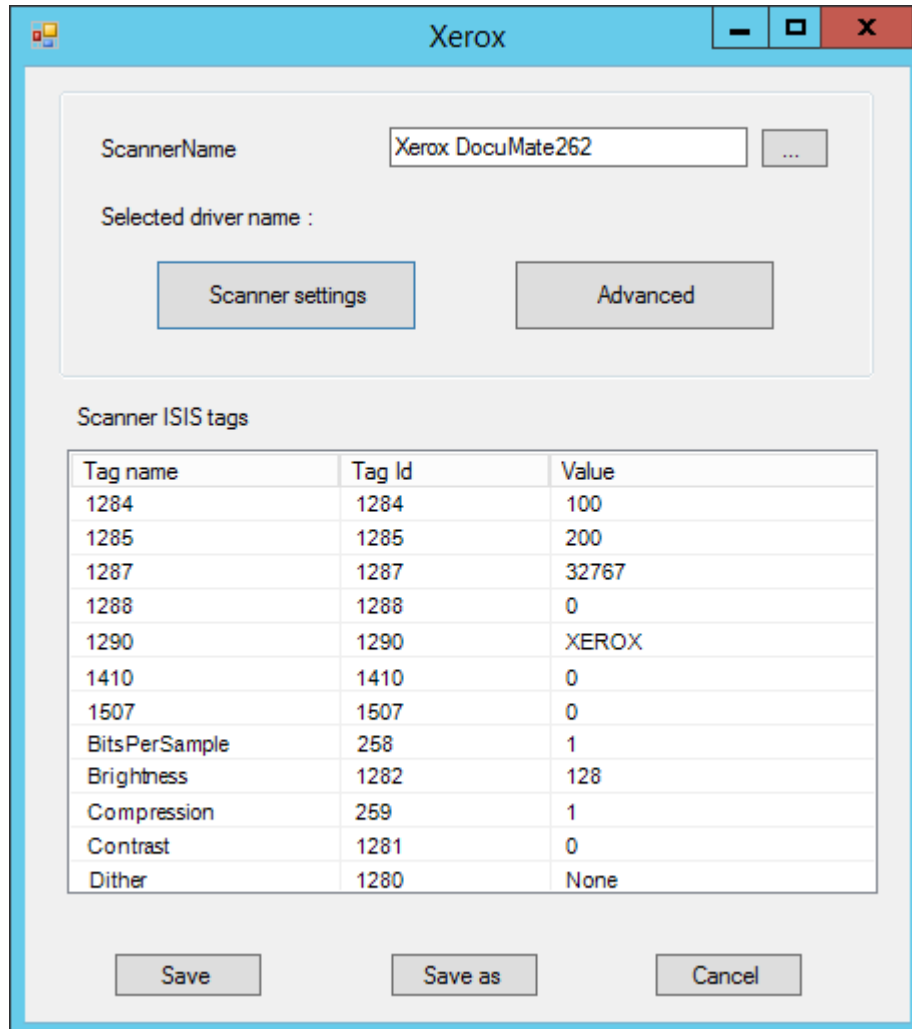 Xerox
ScannerName Xerox DocuMate262 ...
Selected driver name :
Scanner settings Advanced
Scanner ISIS tags
Tag name Tag Id Value
1284 1284 100
1285 1285 200
1287 1287 32767
1288 1288 0
1290 1290 XEROX
1410 1410 0
1507 1507 0
BitsPerSample 258 1
Brightness 1282 128
Compression 259 1
Contrast 1281 0
Dither 1280 None
Save Save as Cancel